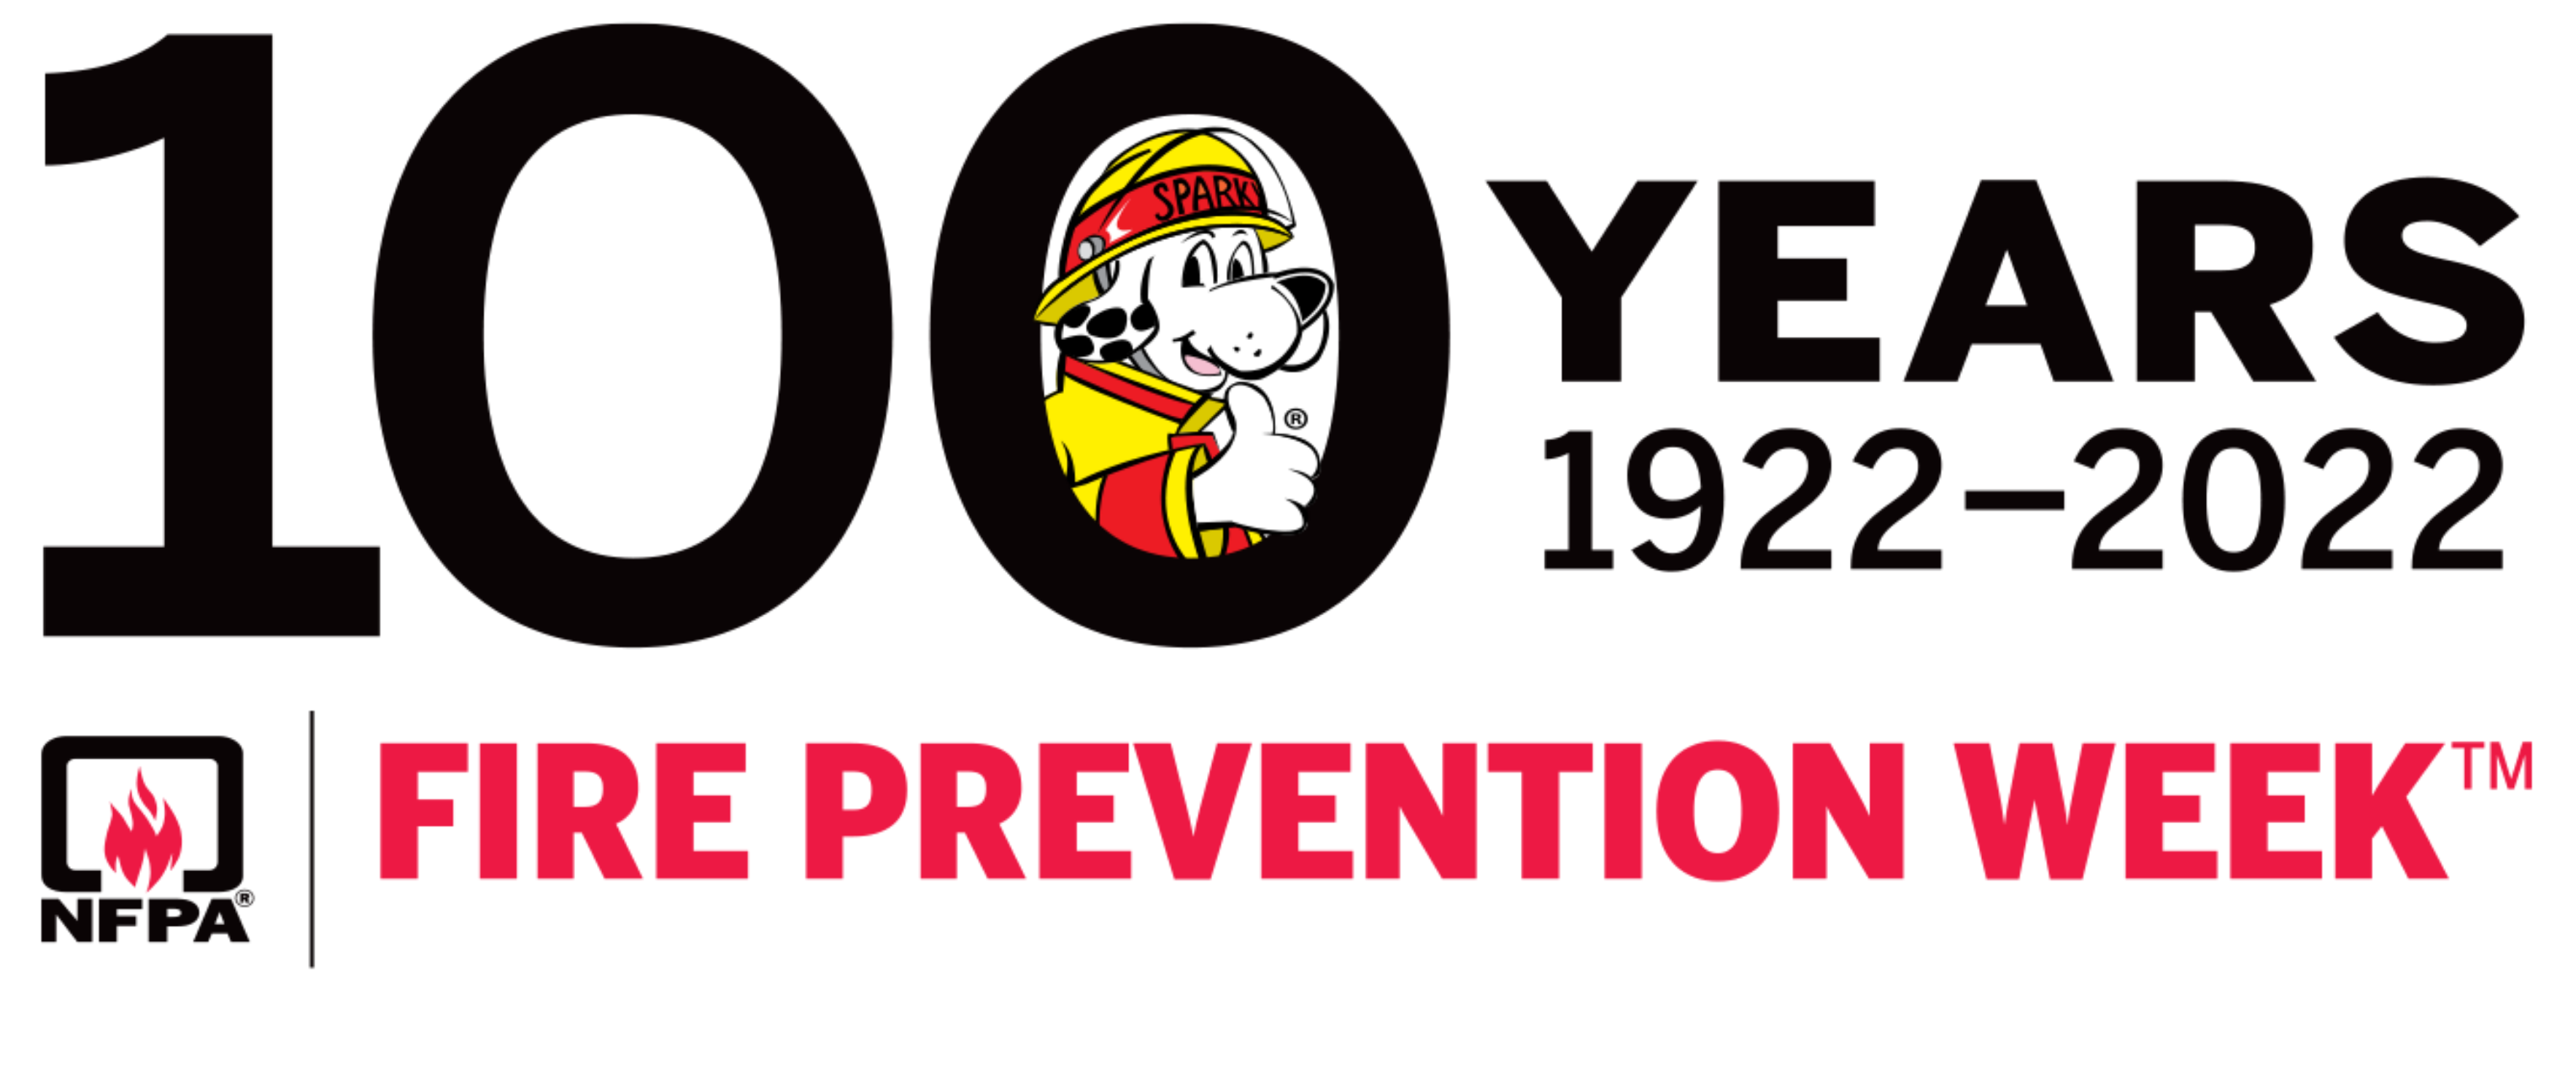 100 YEARS
SPARKY
®
1922–2022
FIRE PREVENTION WEEK™
NFPA®